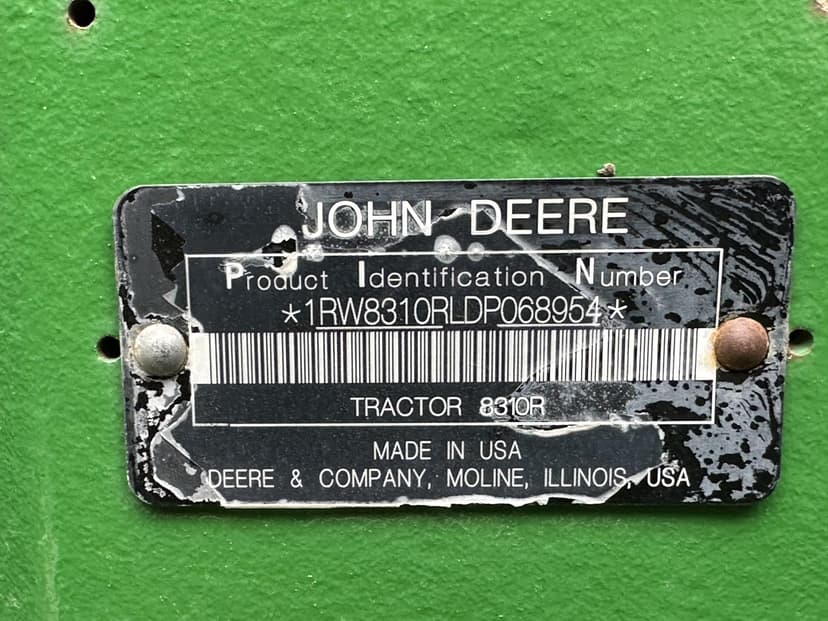 JOHN DEERE
Product Identification Number
*1RW8310RLDP068954*
TRACTOR 8310R
MADE IN USA
DEERE & COMPANY, MOLINE, ILLINOIS, USA